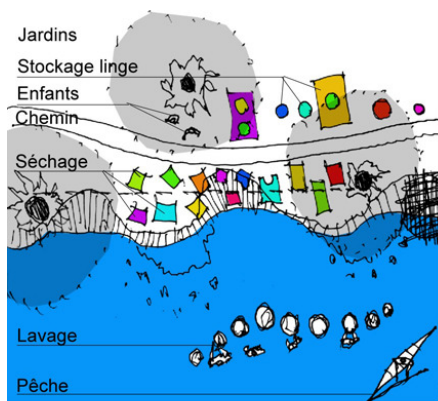 Jardins
Stockage linge
Enfants
Chemin
Séchage
Lavage
Pêche